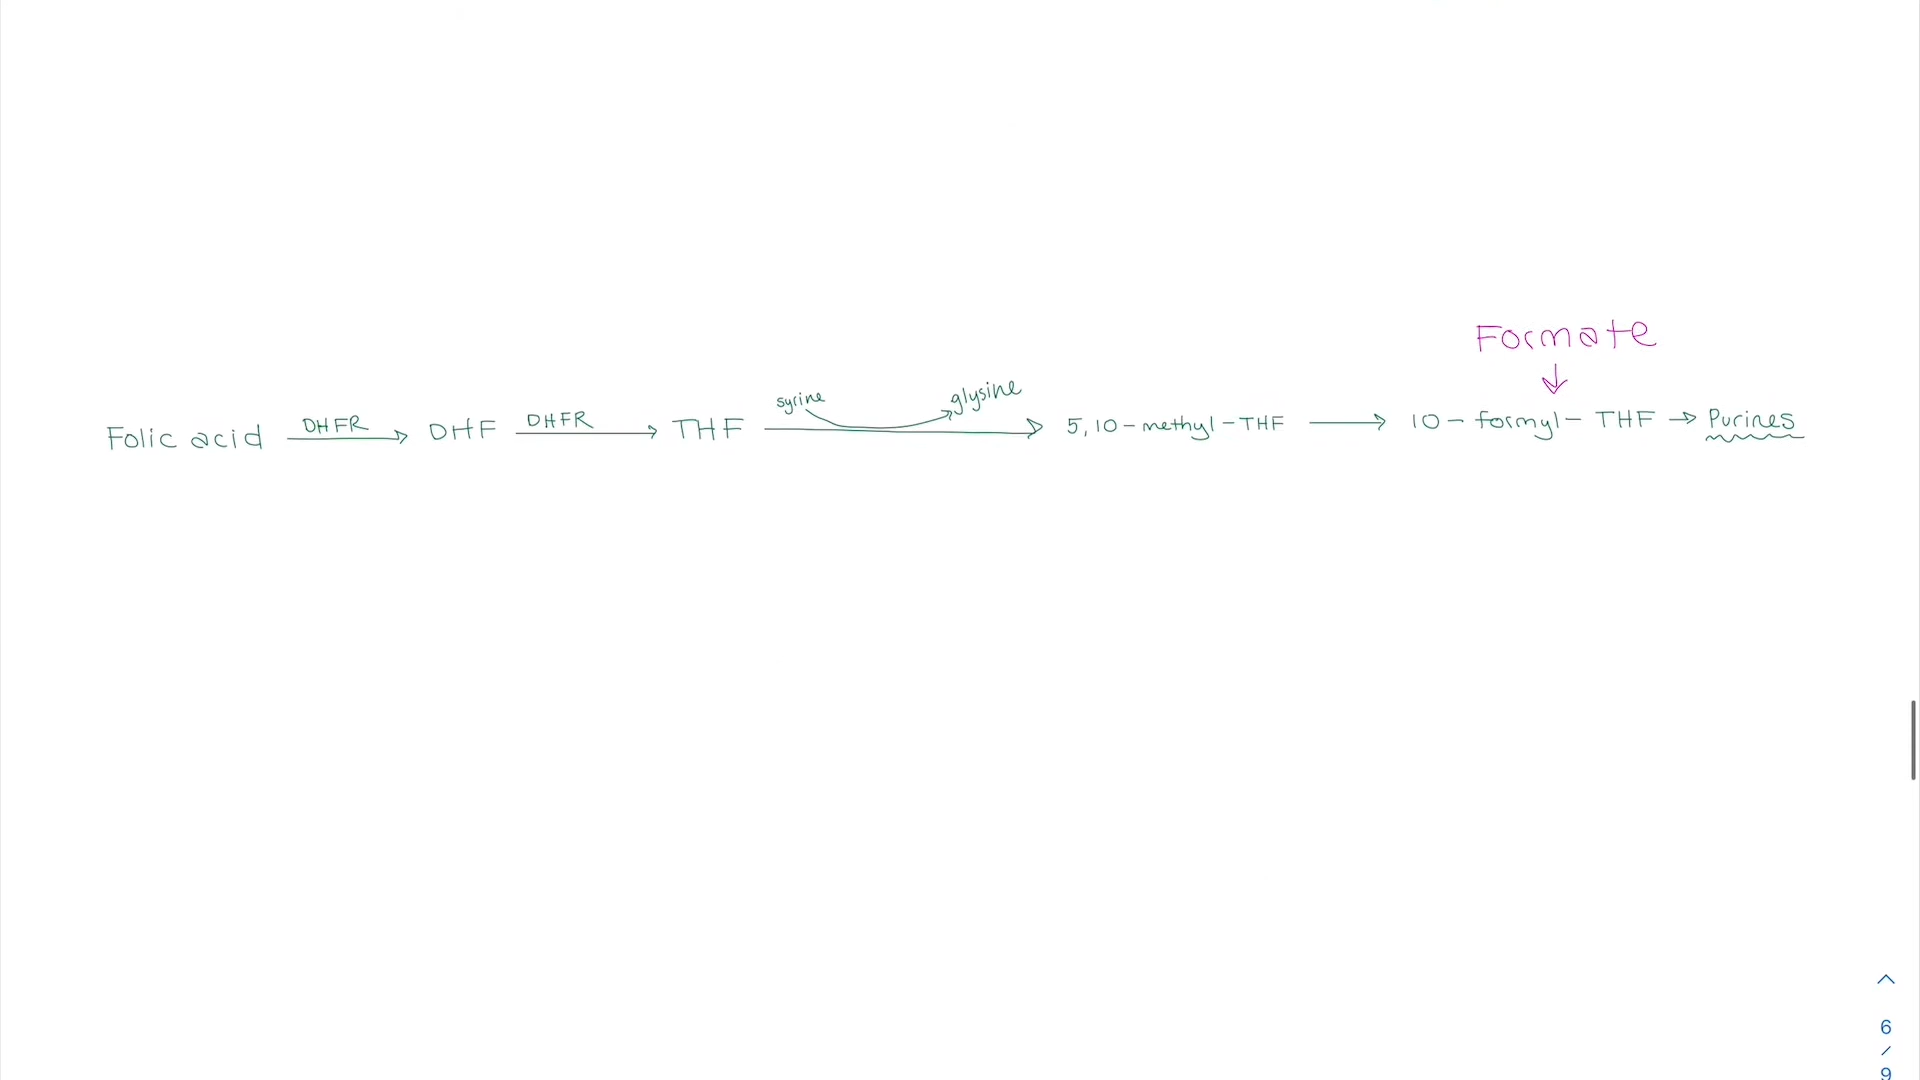 Formate
syrine glysine
Folic acid DHFR DHF DHFR THF 5,10-methyl-THF 10-formyl-THF Purines
6
/
9